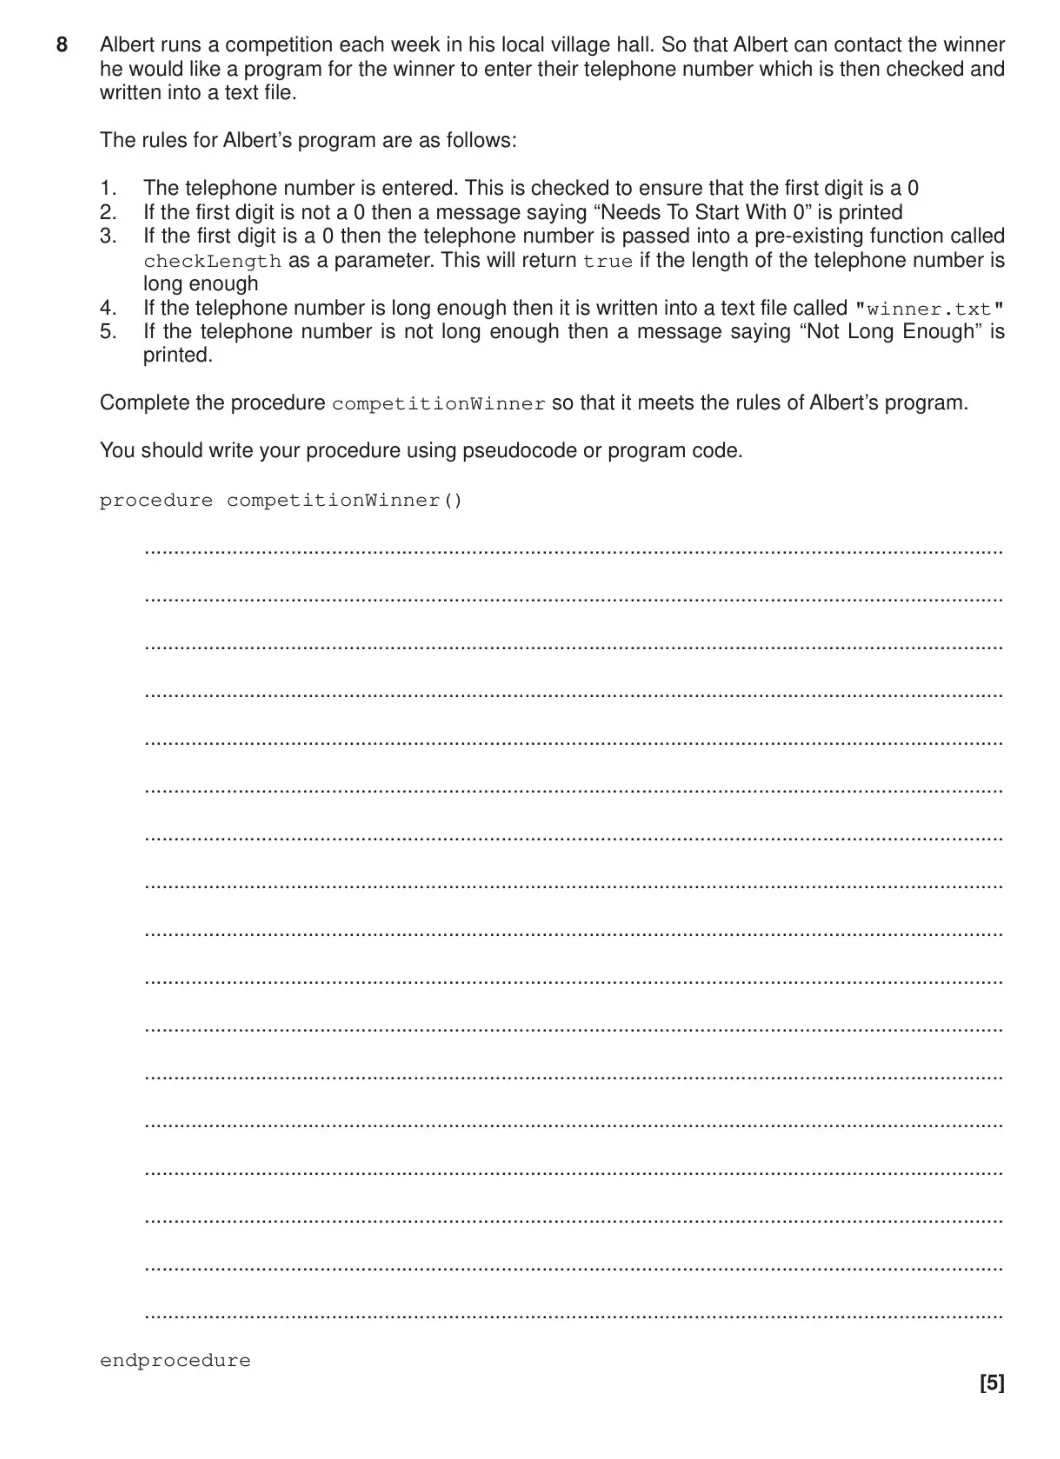 8 Albert runs a competition each week in his local village hall. So that Albert can contact the winner
he would like a program for the winner to enter their telephone number which is then checked and
written into a text file.
The rules for Albert's program are as follows:
1. The telephone number is entered. This is checked to ensure that the first digit is a 0
2. If the first digit is not a 0 then a message saying “Needs To Start With 0” is printed
3. If the first digit is a 0 then the telephone number is passed into a pre-existing function called
checkLength as a parameter. This will return true if the length of the telephone number is
long enough
4. If the telephone number is long enough then it is written into a text file called "winner.txt"
5. If the telephone number is not long enough then a message saying “Not Long Enough” is
printed.
Complete the procedure competitionWinner so that it meets the rules of Albert's program.
You should write your procedure using pseudocode or program code.
procedure competitionWinner()
endprocedure
[5]